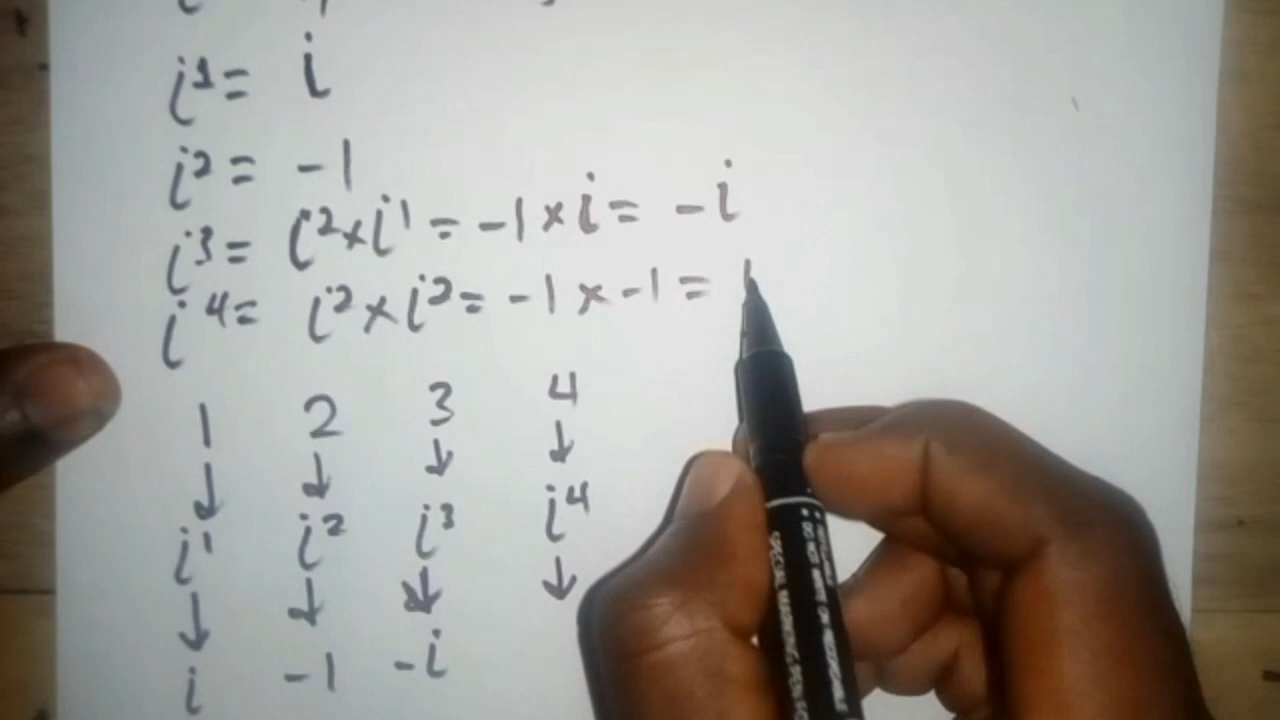 i¹ = i
i² = -1
i³ = i² × i¹ = -1 × i = -i
i⁴ = i² × i² = -1 × -1 = 1
1 2 3 4
↓ ↓ ↓ ↓
i¹ i² i³ i⁴
↓ ↓ ↓ ↓
i -1 -i